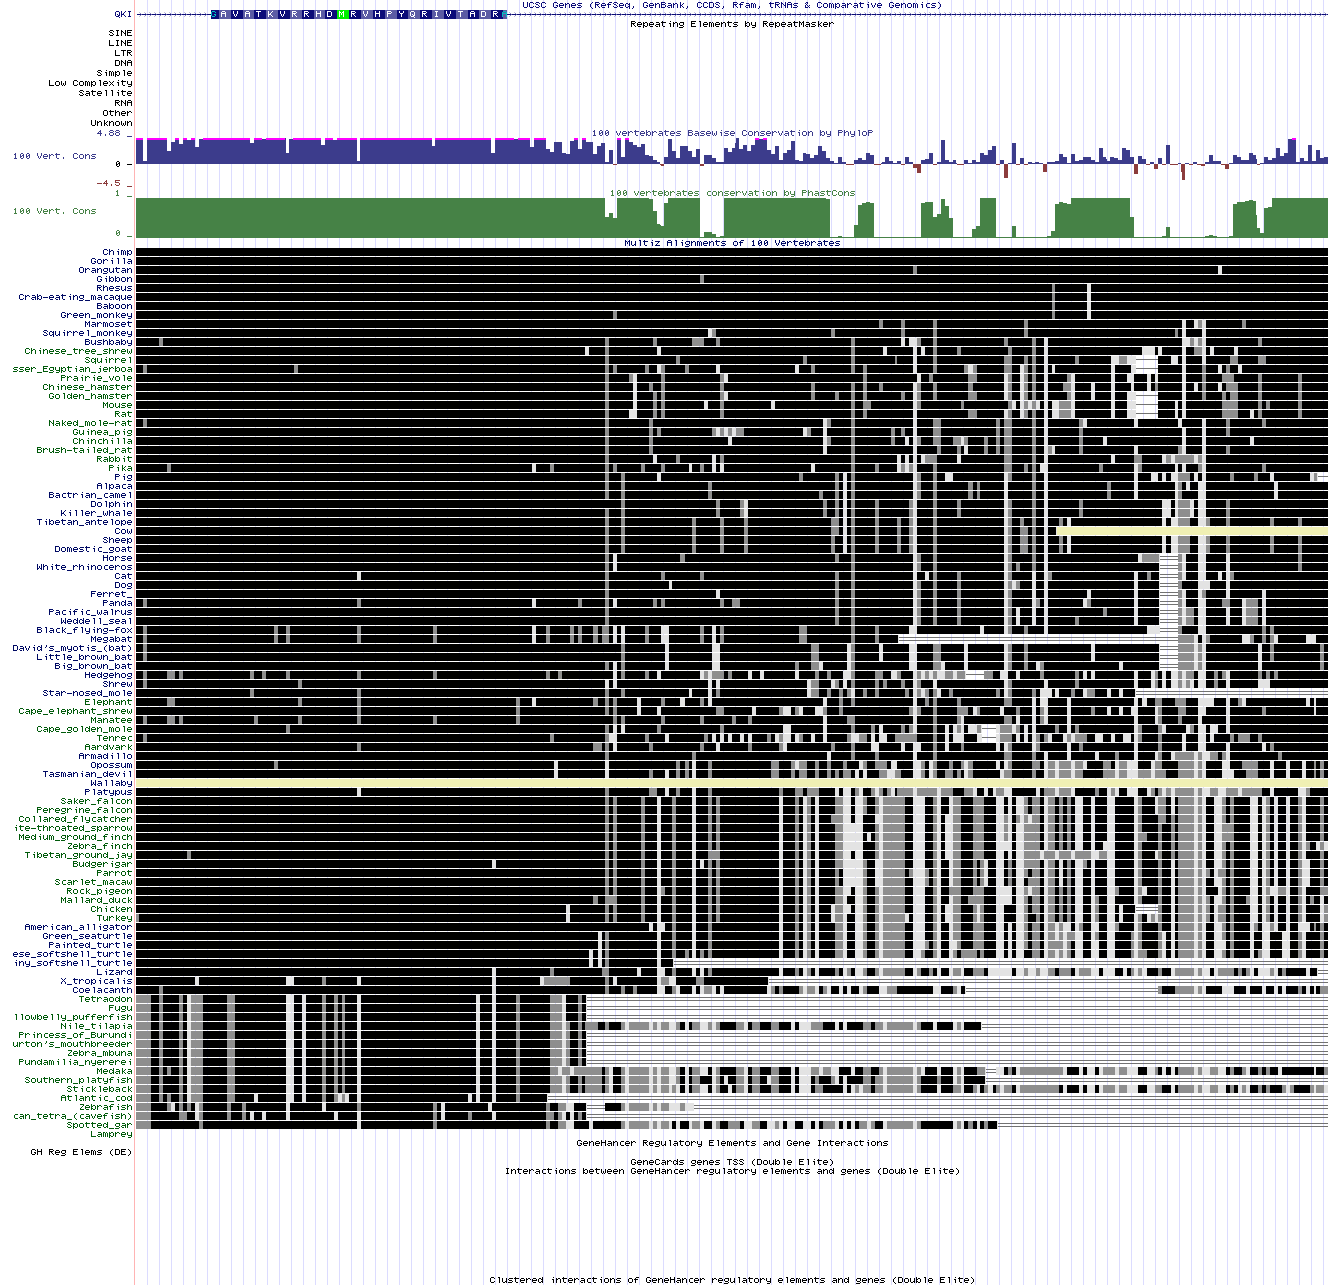 UCSC Genes (RefSeq, GenBank, CCDS, Rfam, tRNAs & Comparative Genomics)
QKI
A V A T K V R R H D M R V H P Y Q R I V T A D R
Repeating Elements by RepeatMasker
SINE
LINE
LTR
DNA
Simple
Low Complexity
Satellite
RNA
Other
Unknown
4.88 _
100 vertebrates Basewise Conservation by PhyloP
100 Vert. Cons
0 _
-4.5 _
100 vertebrates conservation by PhastCons
1 _
100 Vert. Cons
0 _
Multiz Alignments of 100 Vertebrates
Chimp
Gorilla
Orangutan
Gibbon
Rhesus
Crab-eating_macaque
Baboon
Green_monkey
Marmoset
Squirrel_monkey
Bushbaby
Chinese_tree_shrew
Squirrel
sser_Egyptian_jerboa
Prairie_vole
Chinese_hamster
Golden_hamster
Mouse
Rat
Naked_mole-rat
Guinea_pig
Chinchilla
Brush-tailed_rat
Rabbit
Pika
Pig
Alpaca
Bactrian_camel
Dolphin
Killer_whale
Tibetan_antelope
Cow
Sheep
Domestic_goat
Horse
White_rhinoceros
Cat
Dog
Ferret_
Panda
Pacific_walrus
Weddell_seal
Black_flying-fox
Megabat
David's_myotis_(bat)
Little_brown_bat
Big_brown_bat
Hedgehog
Shrew
Star-nosed_mole
Elephant
Cape_elephant_shrew
Manatee
Cape_golden_mole
Tenrec
Aardvark
Armadillo
Opossum
Tasmanian_devil
Wallaby
Platypus
Saker_falcon
Peregrine_falcon
Collared_flycatcher
ite-throated_sparrow
Medium_ground_finch
Zebra_finch
Tibetan_ground_jay
Budgerigar
Parrot
Scarlet_macaw
Rock_pigeon
Mallard_duck
Chicken
Turkey
American_alligator
Green_seaturtle
Painted_turtle
ese_softshell_turtle
iny_softshell_turtle
Lizard
X_tropicalis
Coelacanth
Tetraodon
Fugu
llowbelly_pufferfish
Nile_tilapia
Princess_of_Burundi
urton's_mouthbreeder
Zebra_mbuna
Pundamilia_nyererei
Medaka
Southern_platyfish
Stickleback
Atlantic_cod
Zebrafish
can_tetra_(cavefish)
Spotted_gar
Lamprey
GeneHancer Regulatory Elements and Gene Interactions
GH Reg Elems (DE)
GeneCards genes TSS (Double Elite)
Interactions between GeneHancer regulatory elements and genes (Double Elite)
Clustered interactions of GeneHancer regulatory elements and genes (Double Elite)